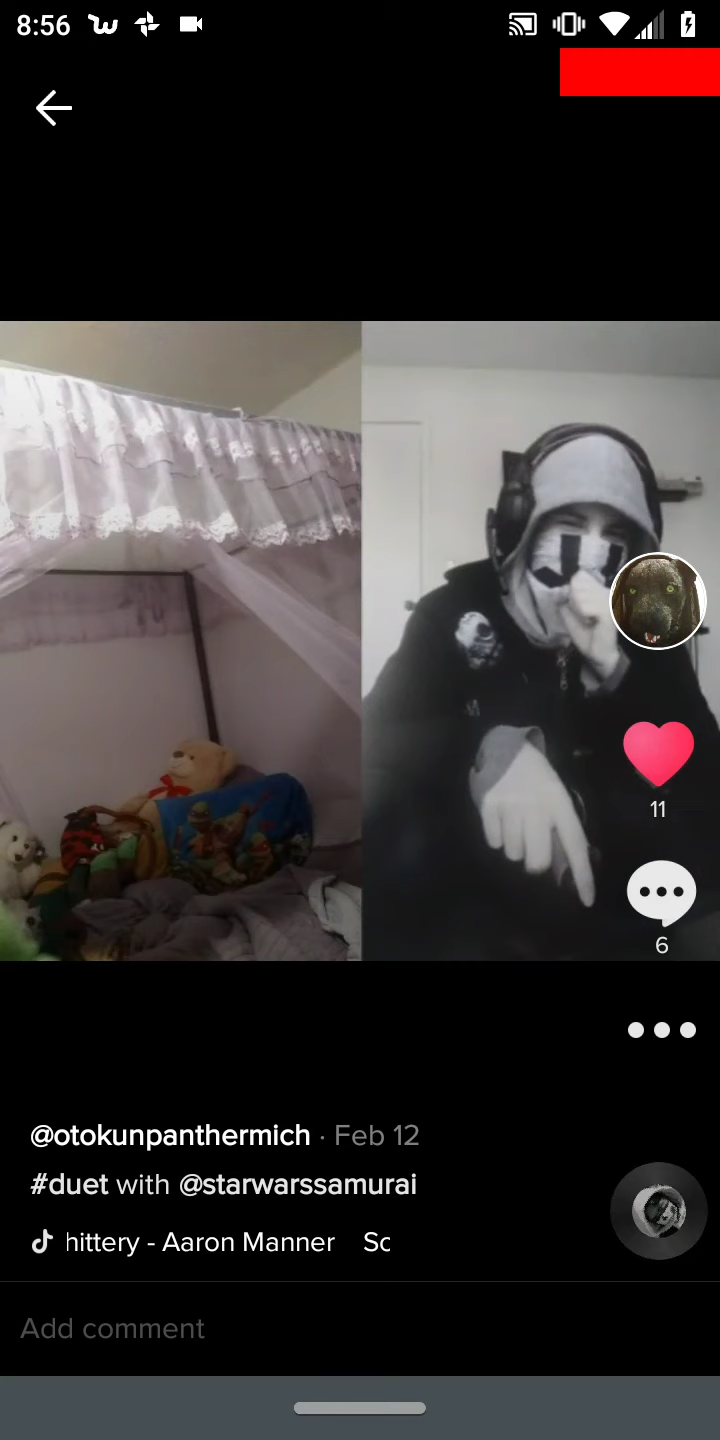 8:56
11
6
@otokunpanthermich · Feb 12
#duet with @starwarssamurai
hittery - Aaron Manner Sc
Add comment